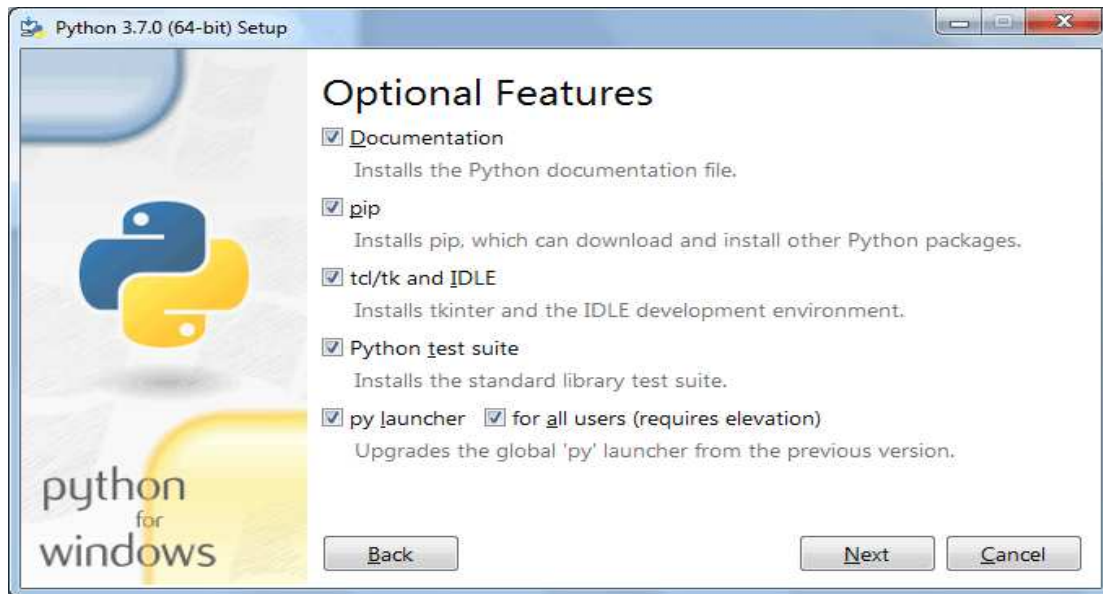 Python 3.7.0 (64-bit) Setup
Optional Features
Documentation
Installs the Python documentation file.
pip
Installs pip, which can download and install other Python packages.
tcl/tk and IDLE
Installs tkinter and the IDLE development environment.
Python test suite
Installs the standard library test suite.
py launcher for all users (requires elevation)
Upgrades the global 'py' launcher from the previous version.
python
for
windows
Back Next Cancel